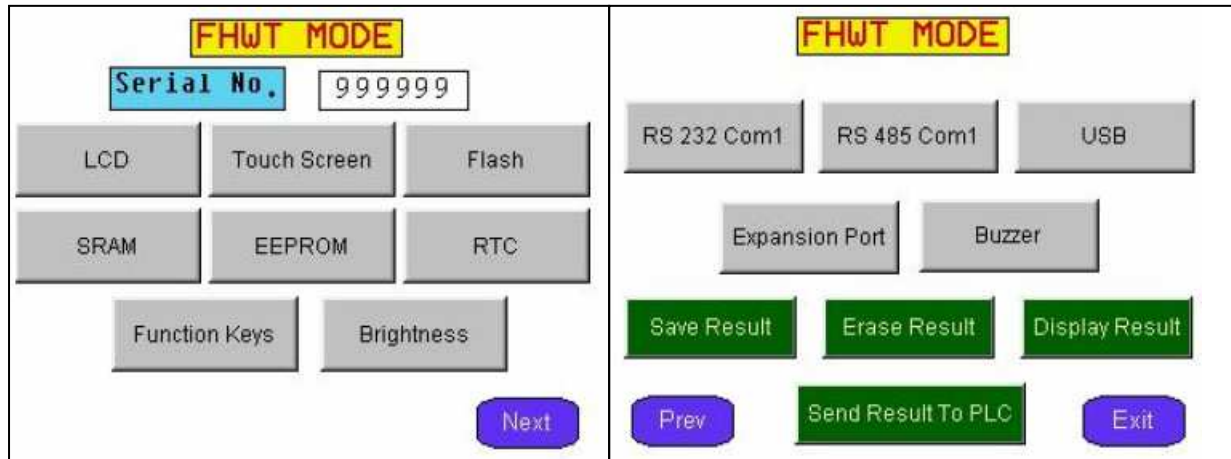 FHWT MODE
Serial No. 999999
LCD Touch Screen Flash
SRAM EEPROM RTC
Function Keys Brightness
Next
FHWT MODE
RS 232 Com1 RS 485 Com1 USB
Expansion Port Buzzer
Save Result Erase Result Display Result
Prev Send Result To PLC Exit